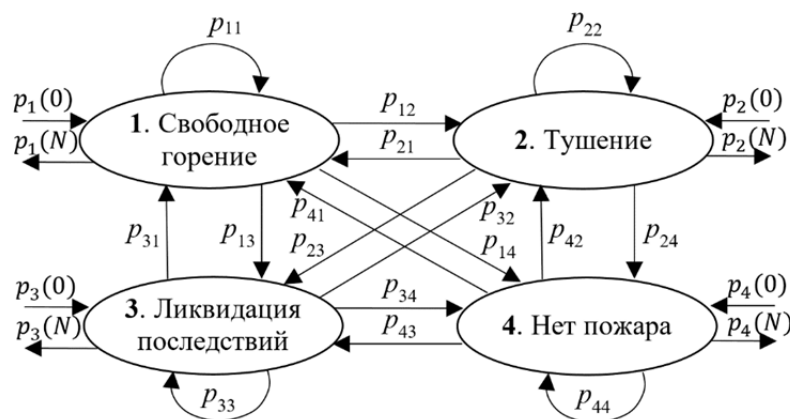 p11
p22
p1(0)
p2(0)
1. Свободное
горение
p12
p21
2. Тушение
p1(N)
p2(N)
p31
p13
p41
p23
p32
p14
p42
p24
p3(0)
p4(0)
3. Ликвидация
последствий
p34
p43
4. Нет пожара
p3(N)
p4(N)
p33
p44